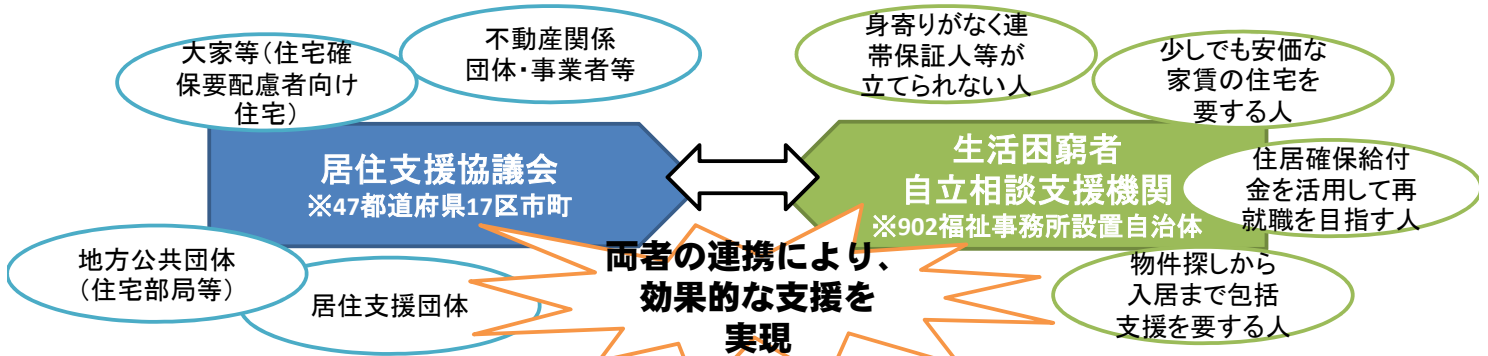 大家等（住宅確
保要配慮者向け
住宅）
不動産関係
団体・事業者等
身寄りがなく連
帯保証人等が
立てられない人
少しでも安価な
家賃の住宅を
要する人
居住支援協議会
※47都道府県17区市町
生活困窮者
自立相談支援機関
※902福祉事務所設置自治体
住居確保給付
金を活用して再
就職を目指す人
地方公共団体
（住宅部局等）
居住支援団体
両者の連携により、
効果的な支援を
実現
物件探しから
入居まで包括
支援を要する人